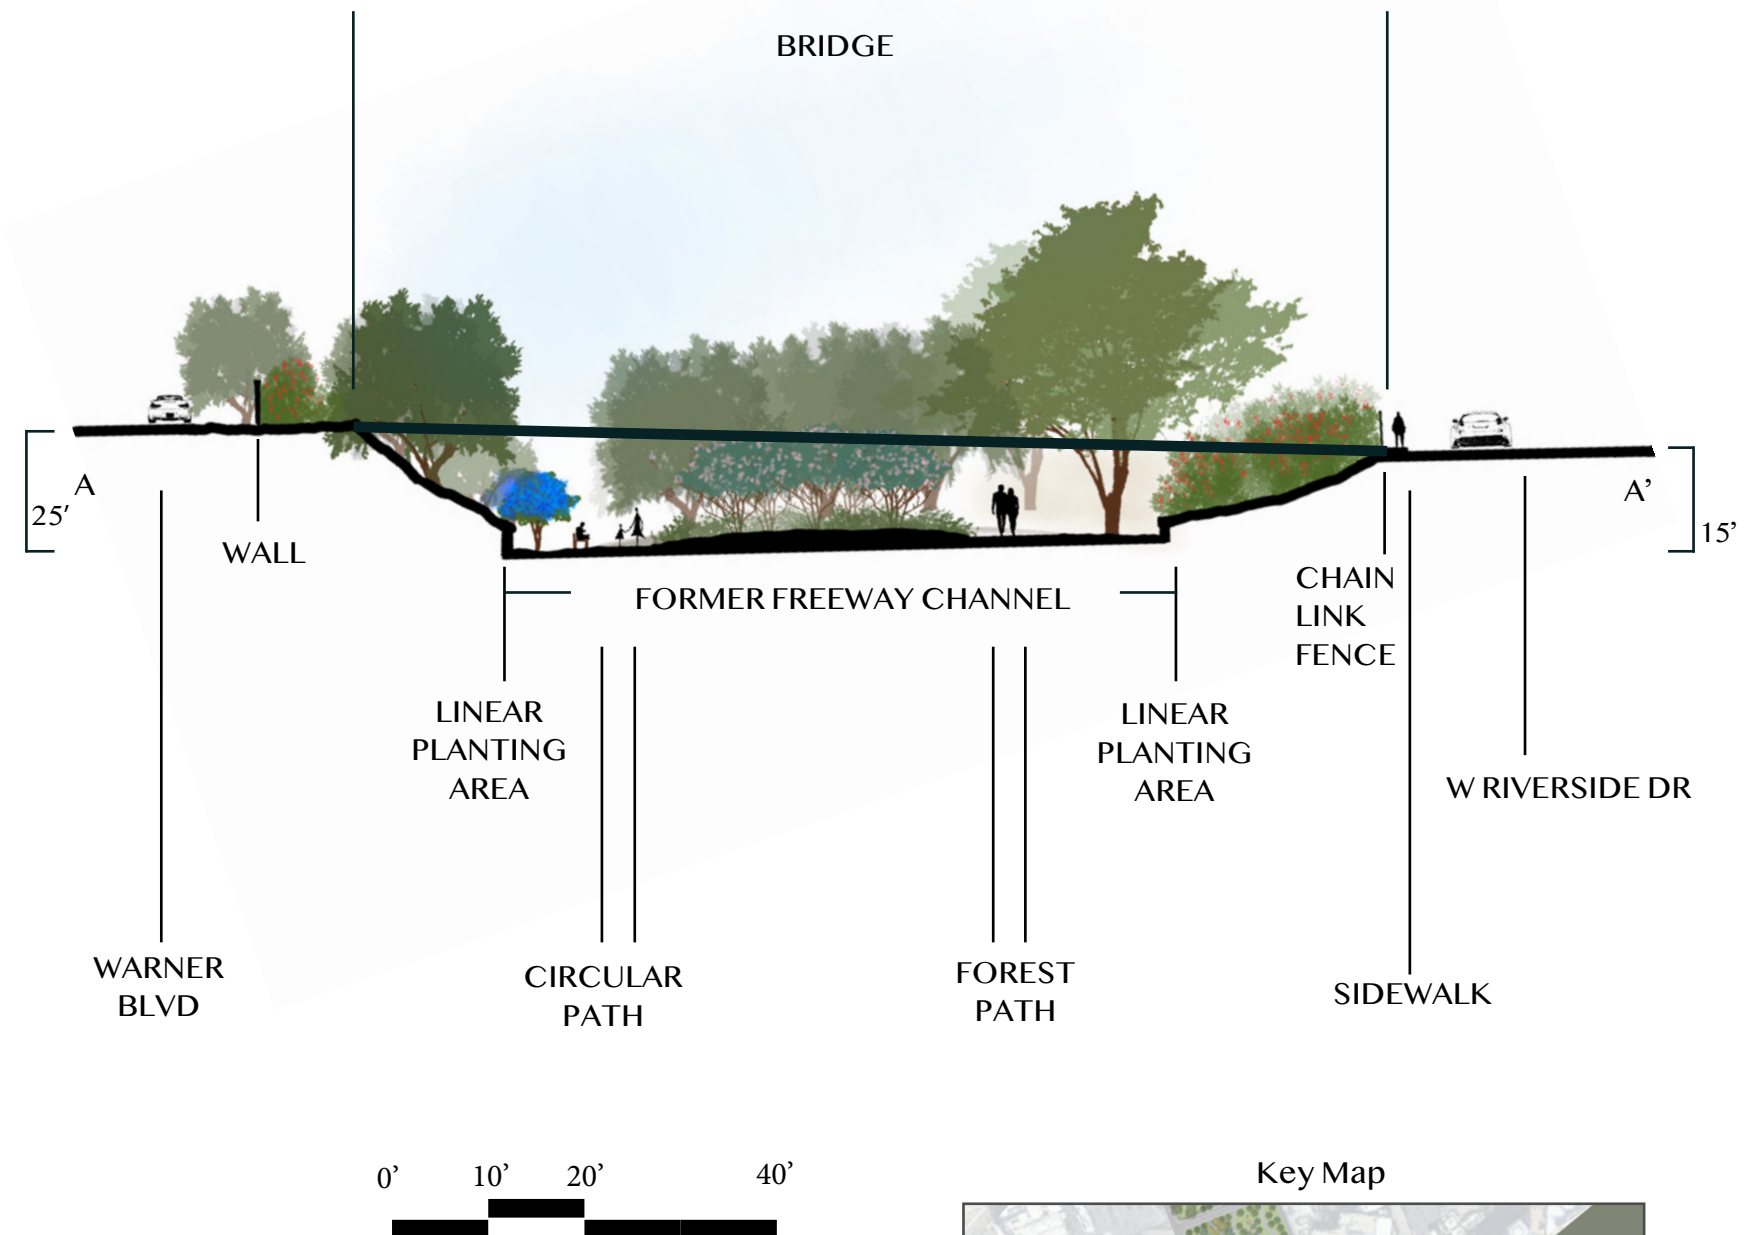 BRIDGE
A
A’
25′
15’
WALL
CHAIN
LINK
FENCE
FORMER FREEWAY CHANNEL
LINEAR
PLANTING
AREA
LINEAR
PLANTING
AREA
W RIVERSIDE DR
WARNER
BLVD
CIRCULAR
PATH
FOREST
PATH
SIDEWALK
0’ 10’ 20’ 40’
Key Map